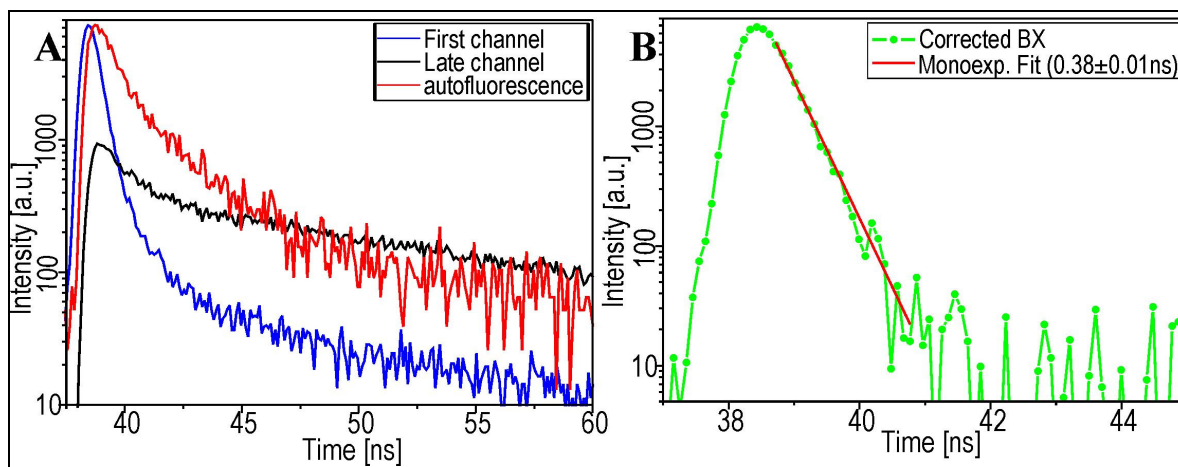 A
First channel
Late channel
autofluorescence
Intensity [a.u.]
1000
100
10
40
45
50
55
60
Time [ns]
B
Corrected BX
Monoexp. Fit (0.38±0.01ns)
Intensity [a.u.]
1000
100
10
38
40
42
44
Time [ns]